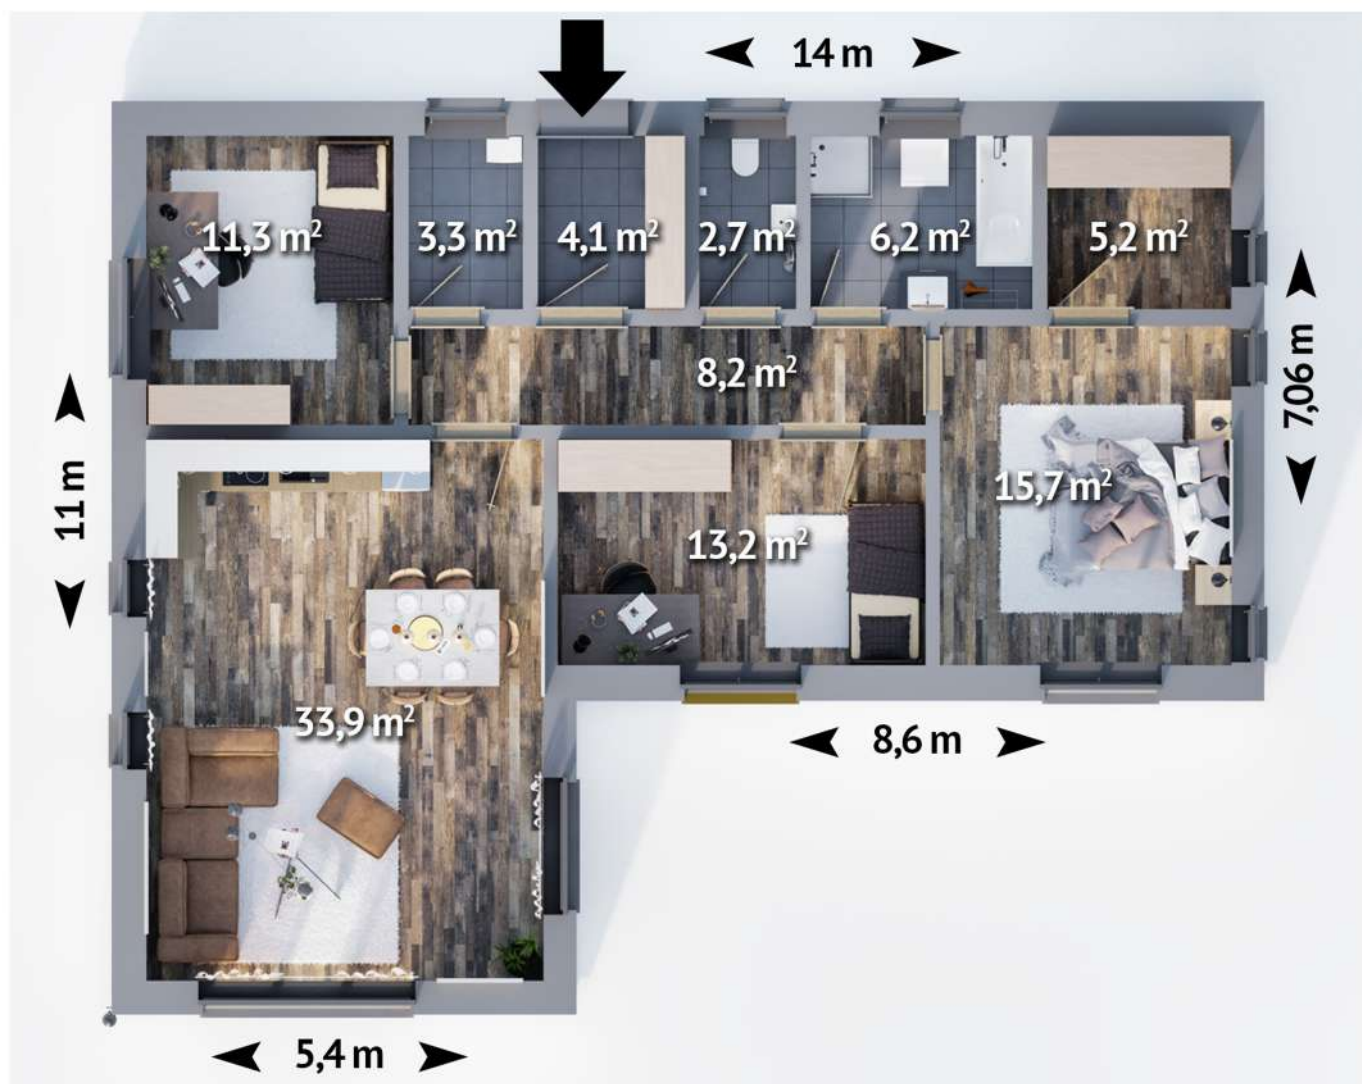 14 m
11,3 m²
3,3 m²
4,1 m²
2,7 m²
6,2 m²
5,2 m²
8,2 m²
7,06 m
11 m
15,7 m²
13,2 m²
33,9 m²
8,6 m
5,4 m